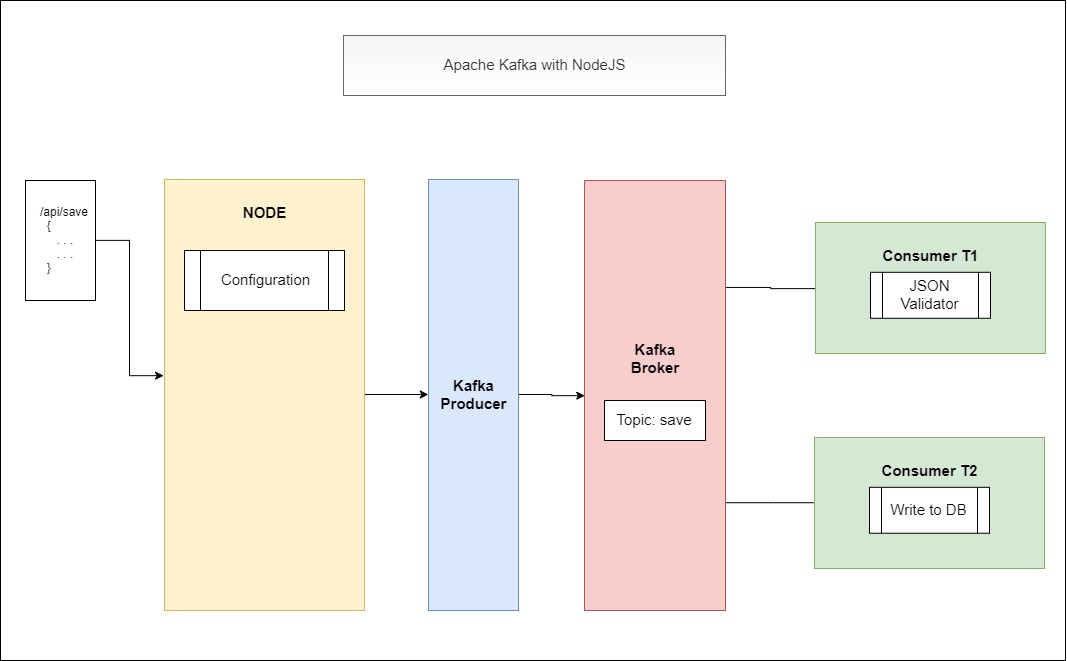 Apache Kafka with NodeJS
/api/save
{
. . .
. . .
}
NODE
Configuration
Kafka
Producer
Kafka
Broker
Topic: save
Consumer T1
JSON
Validator
Consumer T2
Write to DB